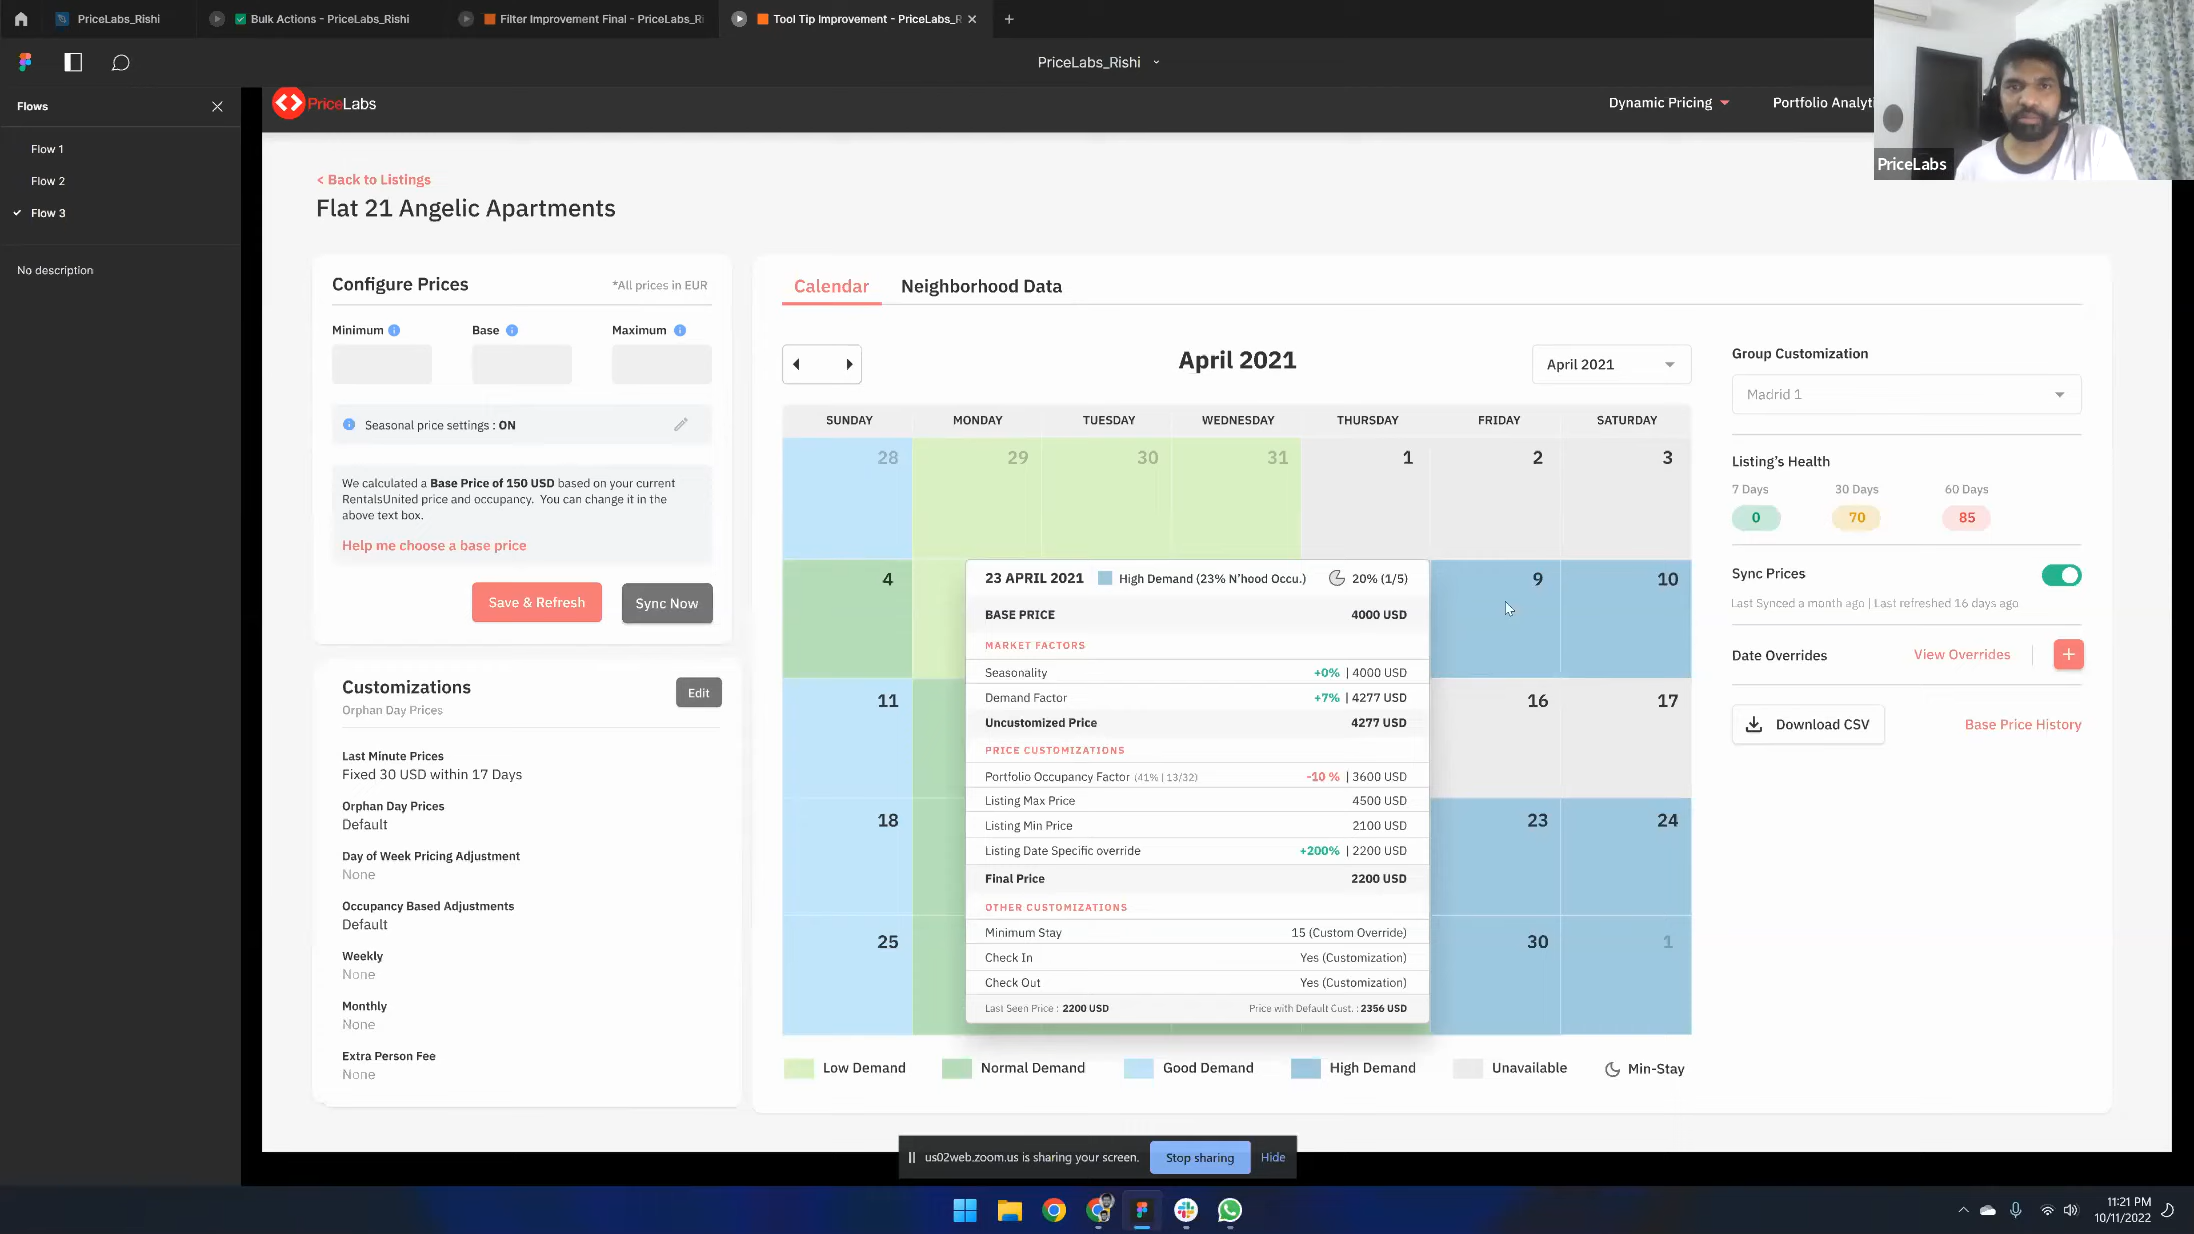 PriceLabs_Rishi
Bulk Actions - PriceLabs_Rishi
Filter Improvement Final - PriceLabs_Ri
Tool Tip Improvement - PriceLabs_R
PriceLabs_Rishi
Flows
Flow 1
Flow 2
Flow 3
No description
PriceLabs
Dynamic Pricing
Portfolio Analyti
PriceLabs
< Back to Listings
Flat 21 Angelic Apartments
Configure Prices
*All prices in EUR
Minimum
Base
Maximum
Seasonal price settings : ON
We calculated a Base Price of 150 USD based on your current
RentalsUnited price and occupancy. You can change it in the
above text box.
Help me choose a base price
Save & Refresh
Sync Now
Customizations
Edit
Orphan Day Prices
Last Minute Prices
Fixed 30 USD within 17 Days
Orphan Day Prices
Default
Day of Week Pricing Adjustment
None
Occupancy Based Adjustments
Default
Weekly
None
Monthly
None
Extra Person Fee
None
Calendar
Neighborhood Data
April 2021
April 2021
SUNDAY MONDAY TUESDAY WEDNESDAY THURSDAY FRIDAY SATURDAY
28 29 30 31 1 2 3
4 9 10
11 16 17
18 23 24
25 30 1
23 APRIL 2021 High Demand (23% N'hood Occu.) 20% (1/5)
BASE PRICE 4000 USD
MARKET FACTORS
Seasonality +0% | 4000 USD
Demand Factor +7% | 4277 USD
Uncustomized Price 4277 USD
PRICE CUSTOMIZATIONS
Portfolio Occupancy Factor (41% | 13/32) -10 % | 3600 USD
Listing Max Price 4500 USD
Listing Min Price 2100 USD
Listing Date Specific override +200% | 2200 USD
Final Price 2200 USD
OTHER CUSTOMIZATIONS
Minimum Stay 15 (Custom Override)
Check In Yes (Customization)
Check Out Yes (Customization)
Last Seen Price : 2200 USD Price with Default Cust. : 2356 USD
Low Demand Normal Demand Good Demand High Demand Unavailable Min-Stay
Group Customization
Madrid 1
Listing's Health
7 Days 30 Days 60 Days
0 70 85
Sync Prices
Last Synced a month ago | Last refreshed 16 days ago
Date Overrides
View Overrides
+
Download CSV
Base Price History
us02web.zoom.us is sharing your screen.
Stop sharing
Hide
11:21 PM
10/11/2022